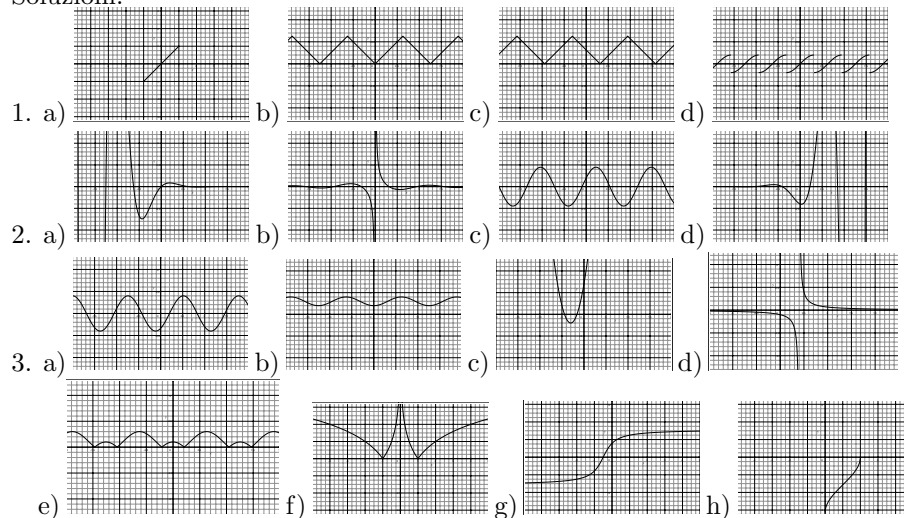 Soluzioni:
1. a) b) c) d)
2. a) b) c) d)
3. a) b) c) d)
e) f) g) h)